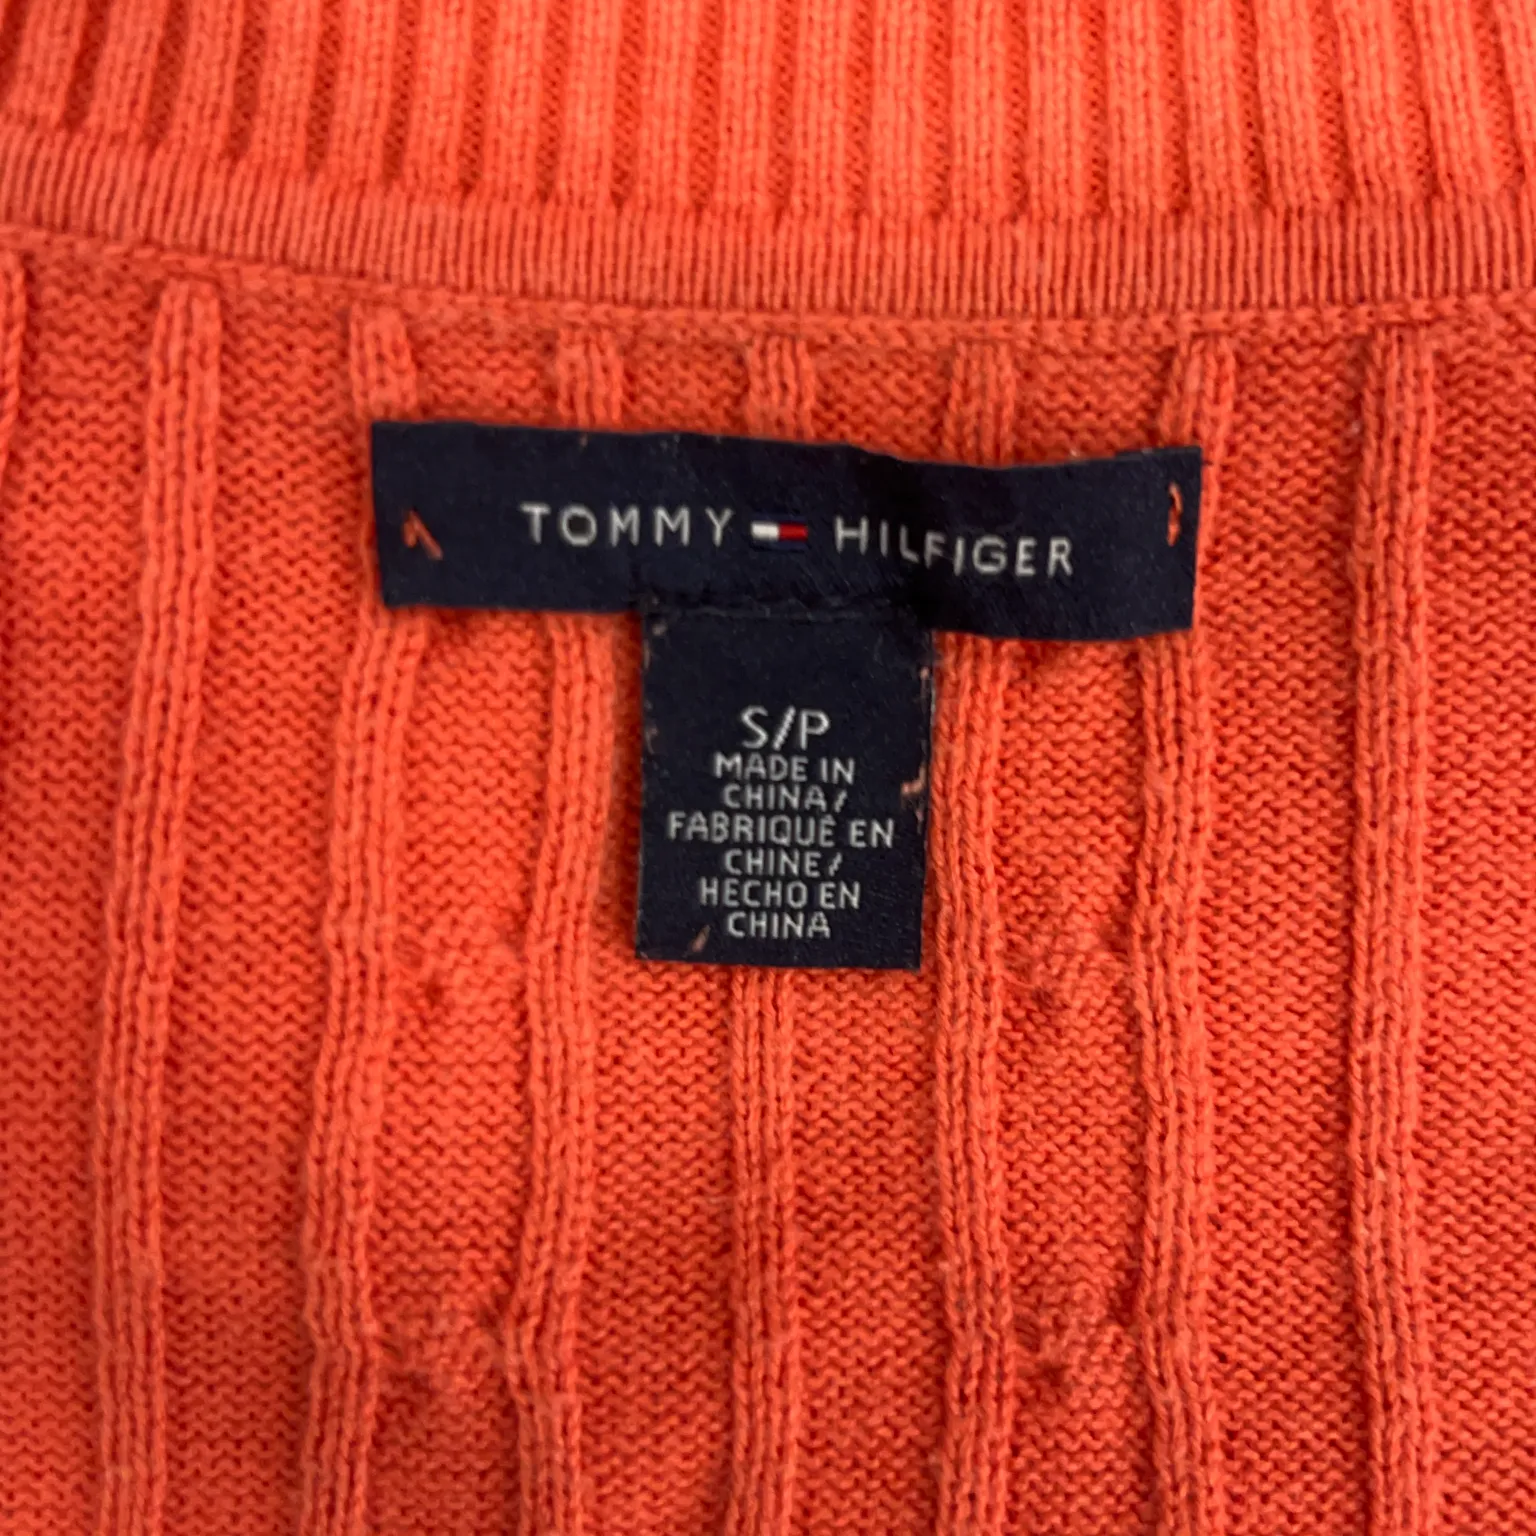 TOMMY HILFIGER
S/P
MADE IN
CHINA/
FABRIQUÉ EN
CHINE/
HECHO EN
CHINA